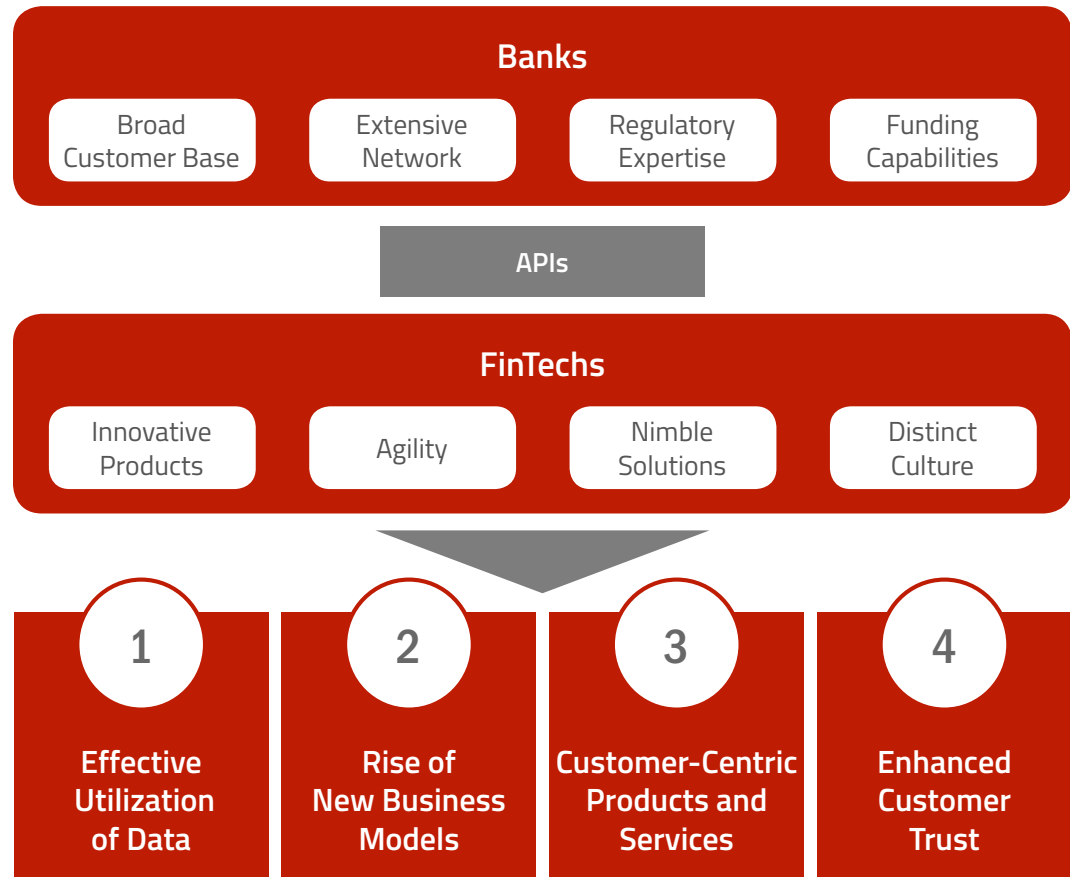 Banks
Broad
Customer Base
Extensive
Network
Regulatory
Expertise
Funding
Capabilities
APIs
FinTechs
Innovative
Products
Agility
Nimble
Solutions
Distinct
Culture
1
Effective
Utilization
of Data
2
Rise of
New Business
Models
3
Customer-Centric
Products and
Services
4
Enhanced
Customer
Trust